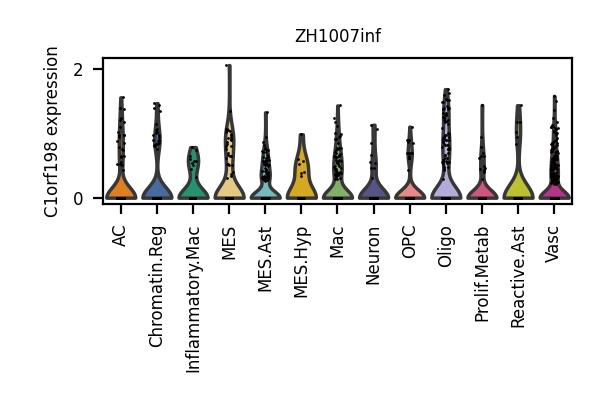 ZH1007inf
C1orf198 expression
2
0
AC
Chromatin.Reg
Inflammatory.Mac
MES
MES.Ast
MES.Hyp
Mac
Neuron
OPC
Oligo
Prolif.Metab
Reactive.Ast
Vasc